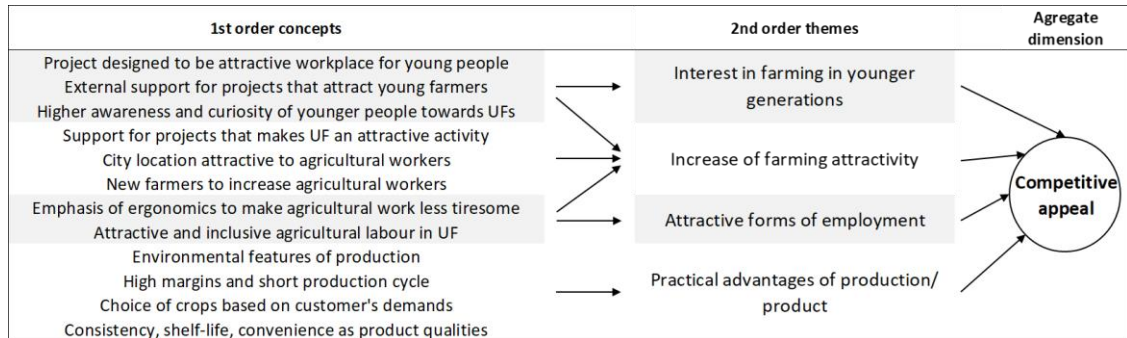 1st order concepts
2nd order themes
Agregate
dimension
Project designed to be attractive workplace for young people
External support for projects that attract young farmers
Higher awareness and curiosity of younger people towards UFs
Support for projects that makes UF an attractive activity
City location attractive to agricultural workers
New farmers to increase agricultural workers
Emphasis of ergonomics to make agricultural work less tiresome
Attractive and inclusive agricultural labour in UF
Environmental features of production
High margins and short production cycle
Choice of crops based on customer's demands
Consistency, shelf-life, convenience as product qualities
Interest in farming in younger
generations
Increase of farming attractivity
Attractive forms of employment
Practical advantages of production/
product
Competitive
appeal